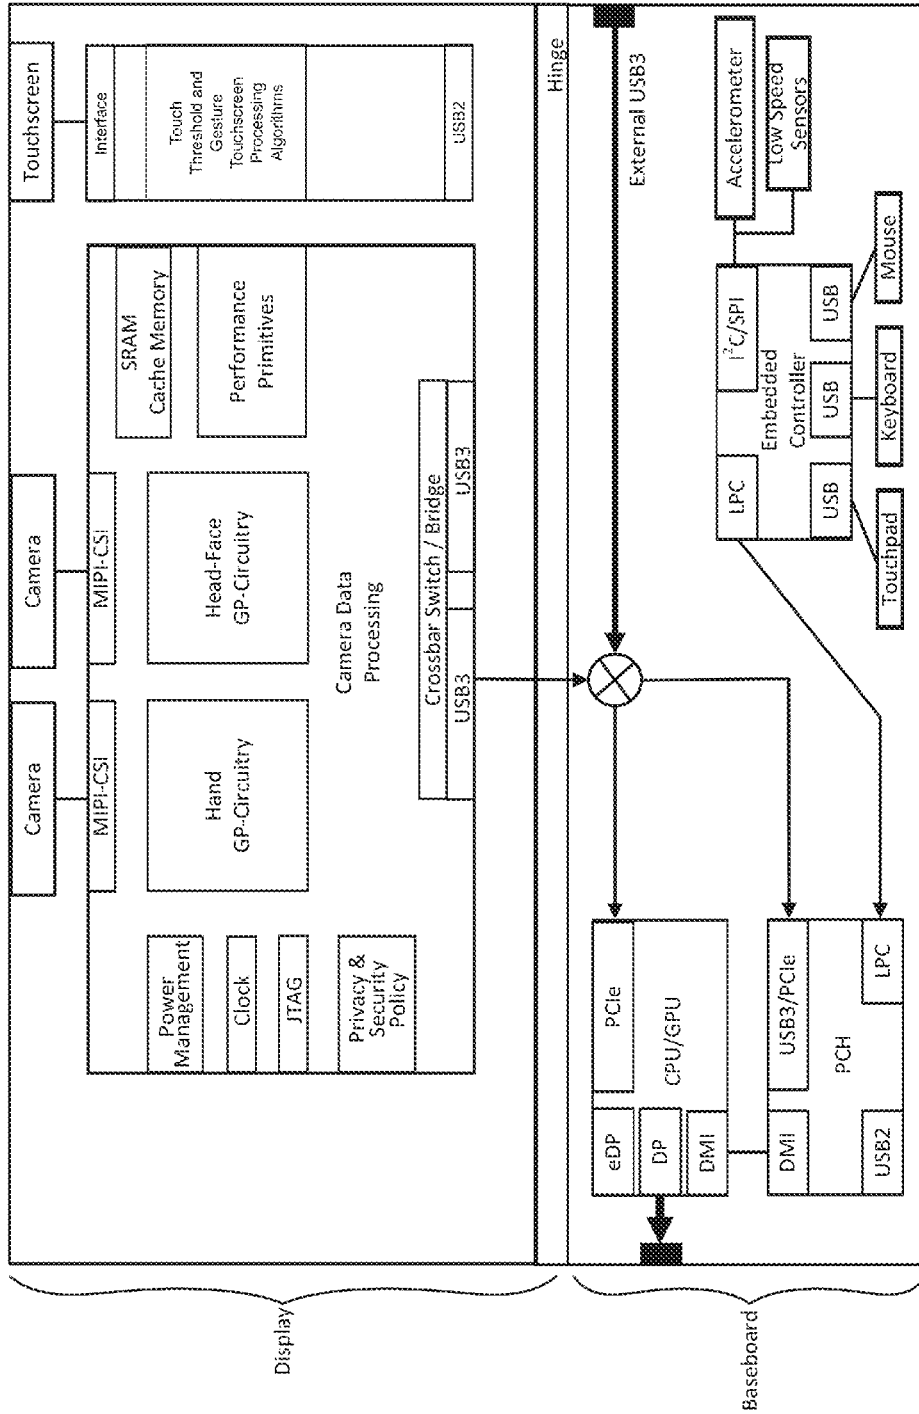 Display
Camera
Camera
Touchscreen
MIPI-CSI
MIPI-CSI
Interface
Power
Management
Clock
JTAG
Privacy &
Security
Policy
Hand
GP-Circuitry
Head-Face
GP-Circuitry
SRAM
Cache Memory
Performance
Primitives
Touch
Threshold and
Gesture
Touchscreen
Processing
Algorithms
Camera Data
Processing
Crossbar Switch / Bridge
USB3
USB3
USB2
Hinge
Baseboard
External USB3
eDP
DP
DMI
PCIe
CPU/GPU
DMI
USB3/PCIe
PCH
USB2
LPC
LPC
I²C/SPI
Embedded
Controller
USB
USB
USB
Accelerometer
Low Speed
Sensors
Touchpad
Keyboard
Mouse